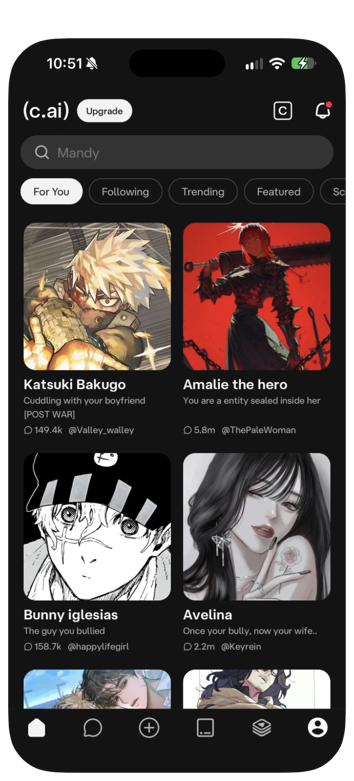 10:51
(c.ai)
Upgrade
C
Mandy
For You
Following
Trending
Featured
Sc
Katsuki Bakugo
Cuddling with your boyfriend
[POST WAR]
149.4k @Valley_walley
Amalie the hero
You are a entity sealed inside her
5.8m @ThePaleWoman
Bunny iglesias
The guy you bullied
158.7k @happylifegirl
Avelina
Once your bully, now your wife..
2.2m @Keyrein